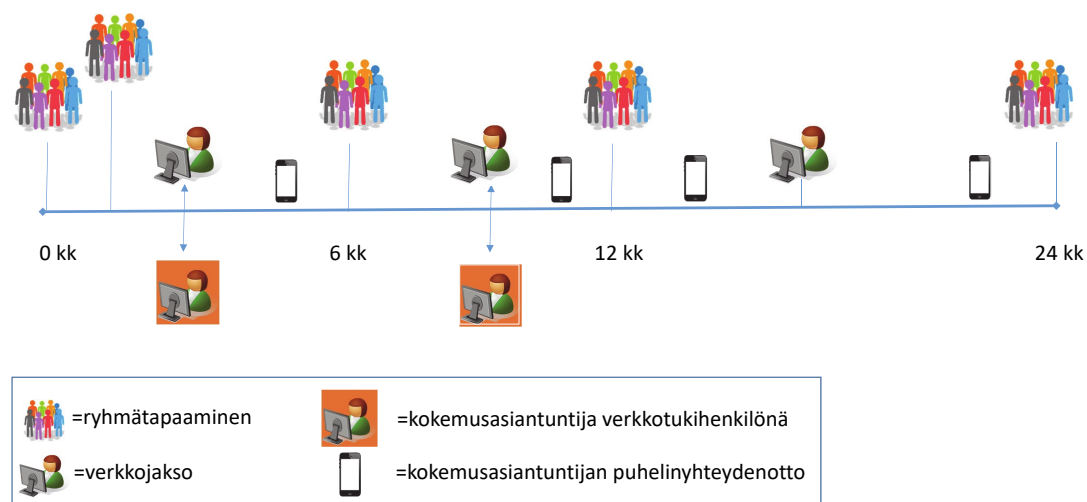 0 kk
6 kk
12 kk
24 kk
=ryhmätapaaminen
=kokemusasiantuntija verkkotukihenkilönä
=verkkojakso
=kokemusasiantuntijan puhelinyhteydenotto